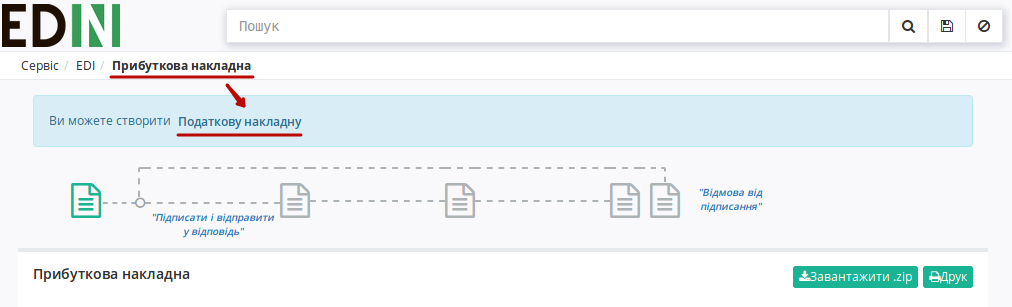 EDIN
Пошук
Сервіс / EDI / Прибуткова накладна
Ви можете створити Податкову накладну
"Відмова від
підписання"
"Підписати і відправити
у відповідь"
Прибуткова накладна
Завантажити .zip Друк